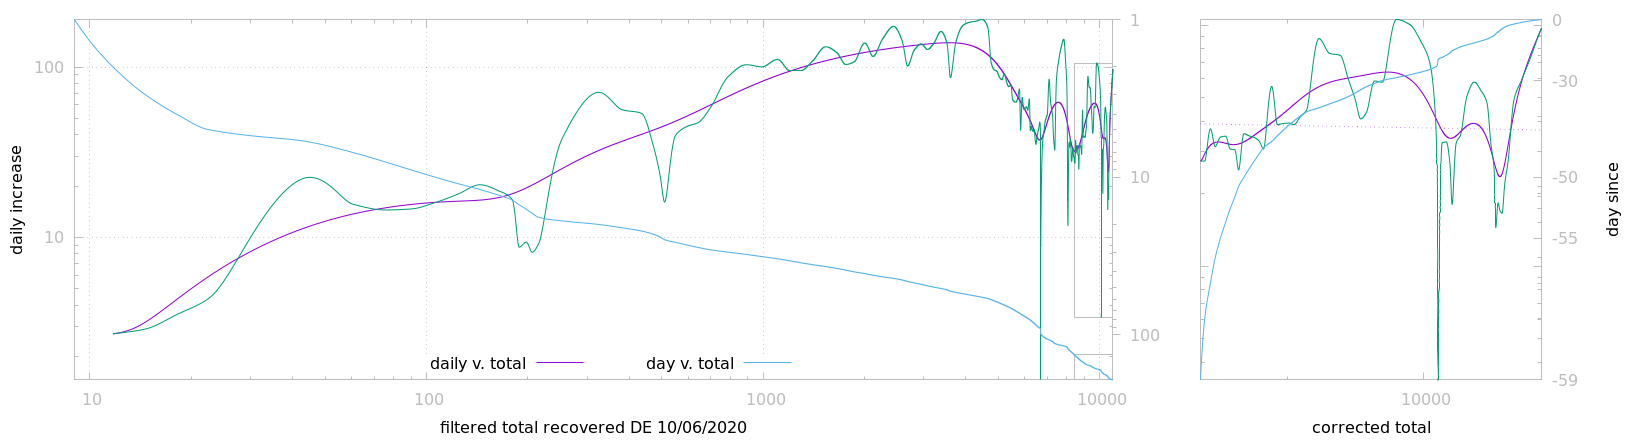 100
10
daily increase
1
10
100
daily v. total
day v. total
10
100
1000
10000
filtered total recovered DE 10/06/2020
0
-30
-50
-55
-59
day since
10000
corrected total